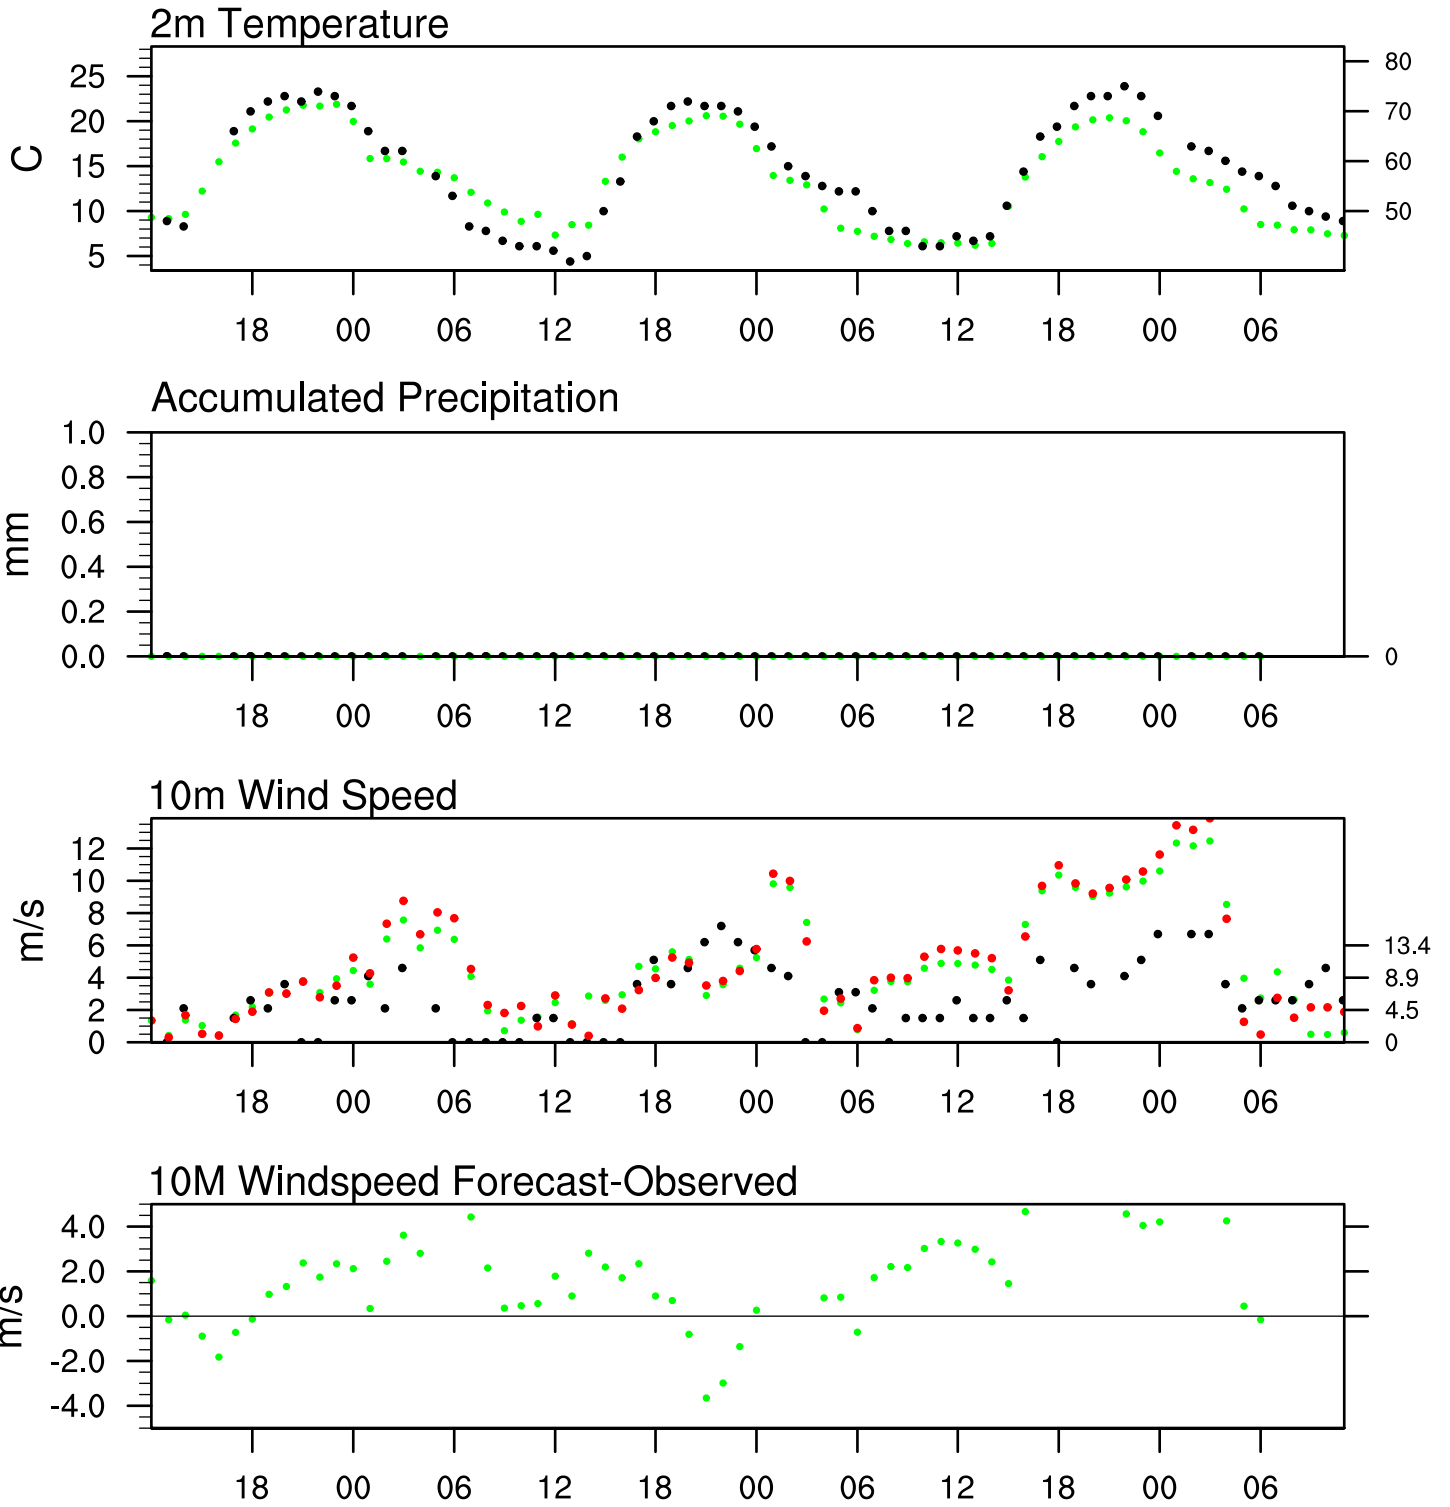 2m Temperature
25
20
15
10
5
C
80
70
60
50
18 00 06 12 18 00 06 12 18 00 06
Accumulated Precipitation
1.0
0.8
0.6
0.4
0.2
0.0
mm
0
18 00 06 12 18 00 06 12 18 00 06
10m Wind Speed
12
10
8
6
4
2
0
m/s
13.4
8.9
4.5
0
18 00 06 12 18 00 06 12 18 00 06
10M Windspeed Forecast-Observed
4.0
2.0
0.0
-2.0
-4.0
m/s
18 00 06 12 18 00 06 12 18 00 06